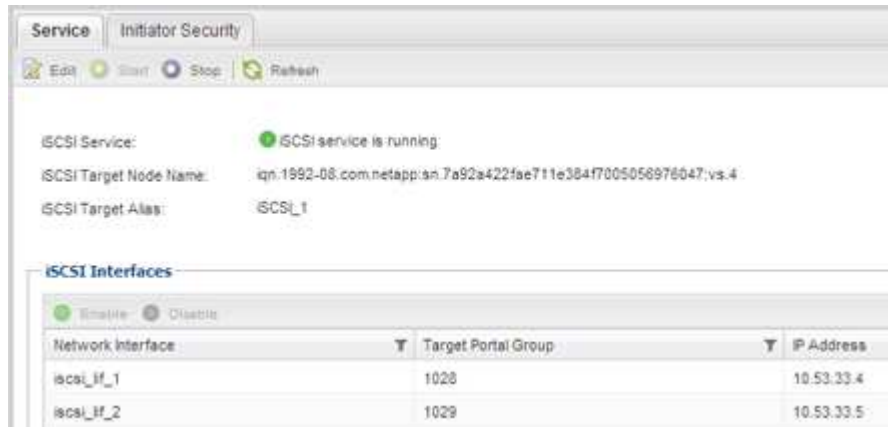 Service Initiator Security
Edit Start Stop Refresh
iSCSI Service: iSCSI service is running
iSCSI Target Node Name: iqn.1992-08.com.netapp:sn.7a92a422fae711e384f7005056976047:vs.4
iSCSI Target Alias: iSCSI_1
iSCSI Interfaces
Enable Disable
Network Interface Target Portal Group IP Address
iscsi_lif_1 1028 10.53.33.4
iscsi_lif_2 1029 10.53.33.5